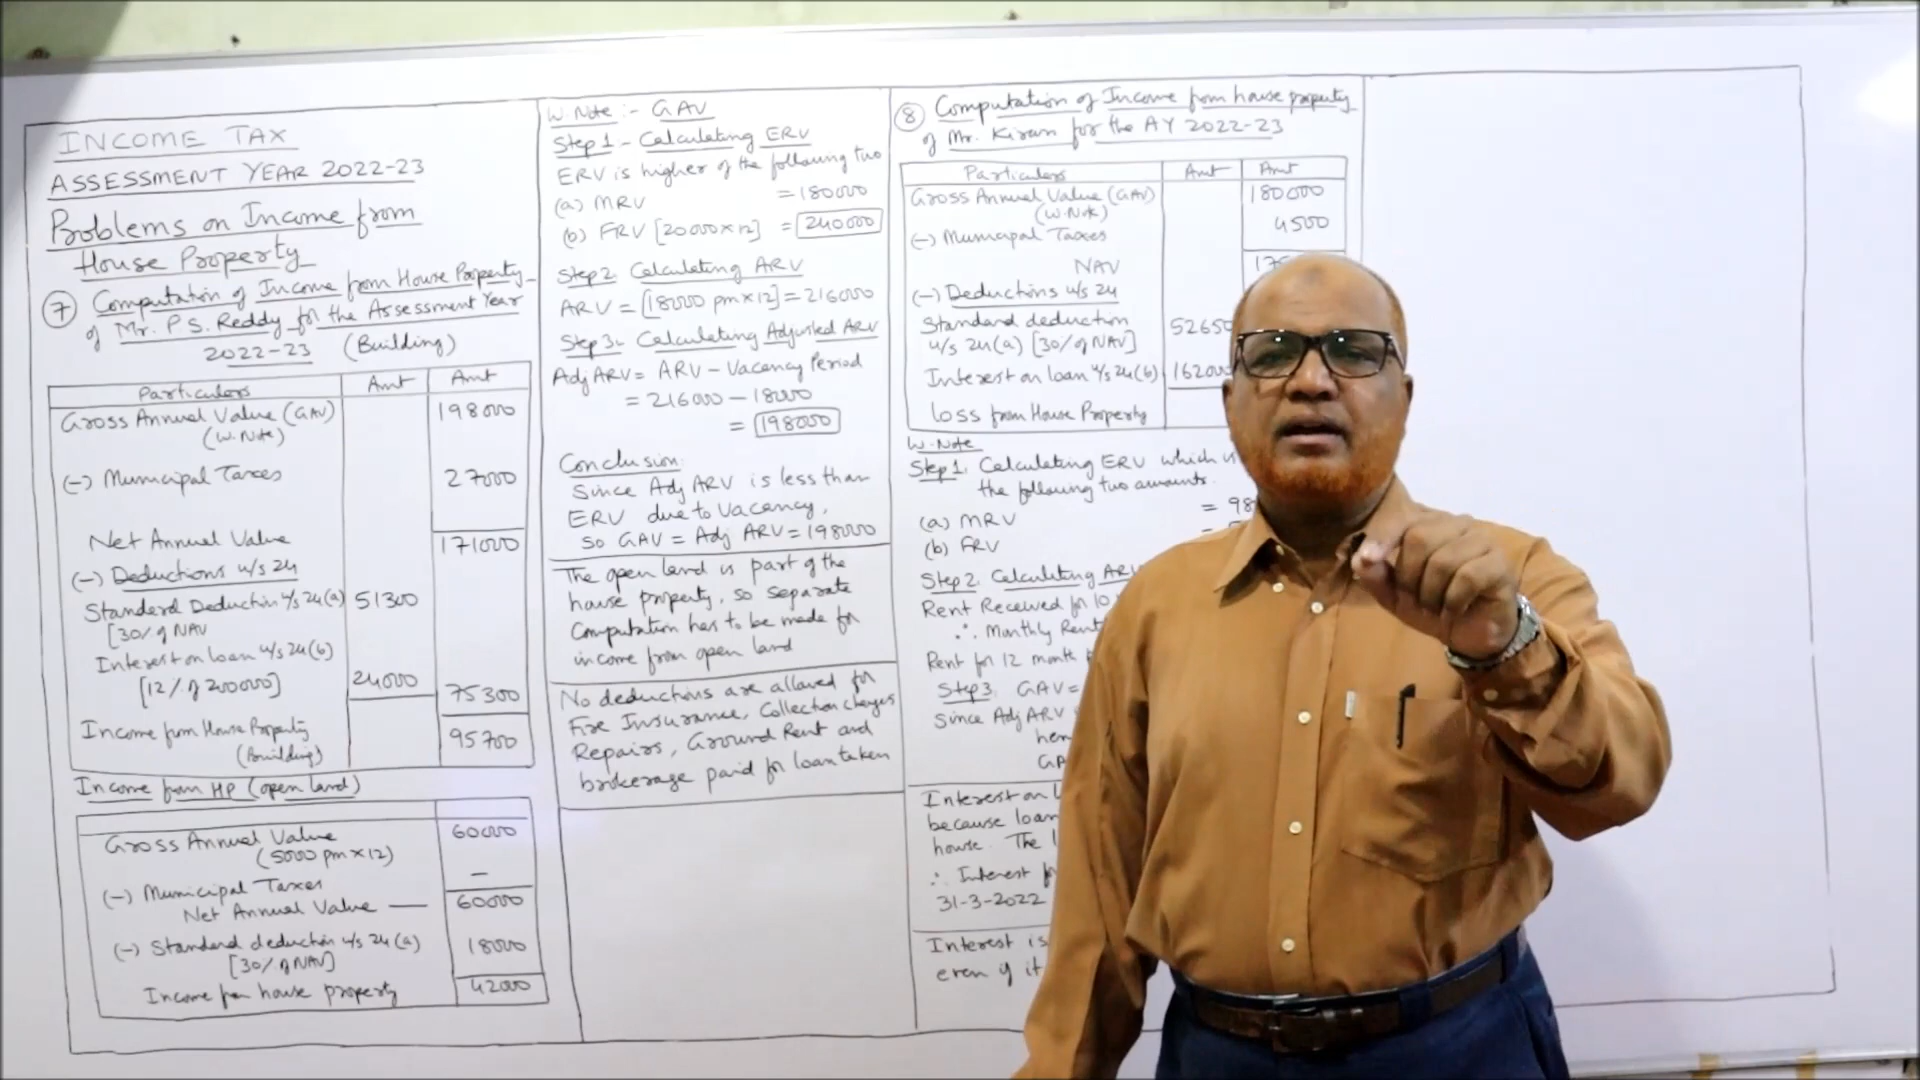 INCOME TAX
ASSESSMENT YEAR 2022-23
Problems on Income from
House Property
7 Computation of Income from House Property
of Mr. P S. Reddy for the Assessment Year
2022-23 (Building)
Particulars Amt Amt
Gross Annual Value (GAV) 198000
(W.Note)
(-) Municipal Taxes 27000
Net Annual Value 171000
(-) Deductions u/s 24
Standard Deduction u/s 24(a) 51300
[30% of NAV
Interest on loan u/s 24(b)
[12% of 200000] 24000 75300
Income from House Property 95700
(Building)
Income from HP (open land)
Gross Annual Value 60000
(5000 pm x 12)
(-) Municipal Taxes —
Net Annual Value — 60000
(-) Standard deduction u/s 24(a) 18000
[30% of NAV]
Income from house property 42000
W.Note :- GAV
Step 1 - Calculating ERV
ERV is higher of the following two
(a) MRV = 180000
(b) FRV [20000 x 12] = 240000
Step 2. Calculating ARV
ARV = [18000 pm x 12] = 216000
Step 3. Calculating Adjusted ARV
Adj ARV = ARV - Vacancy Period
= 216000 - 18000
= 198000
Conclusion:
Since Adj ARV is less than
ERV due to vacancy,
So GAV = Adj ARV = 198000
The open land is part of the
house property, so separate
Computation has to be made for
income from open land
No deductions are allowed for
Fire Insurance, Collection charges
Repairs, Ground Rent and
brokerage paid for loan taken
8 Computation of Income from house property
of Mr. Kiran for the AY 2022-23
Particulars Amt Amt
Gross Annual Value (GAV) 180000
(W.Note)
(-) Municipal Taxes 4500
NAV
(-) Deductions u/s 24
Standard deduction 52650
u/s 24(a) [30% of NAV]
Interest on loan u/s 24(b) 162000
Loss from House Property
W.Note
Step 1. Calculating ERV which is
the following two amounts.
(a) MRV = 98
(b) FRV =
Step 2. Calculating ARV
Rent Received for 10
∴ Monthly Rent
Rent for 12 month
Step 3. GAV =
Since Adj ARV
Interest on
because loan
house. The
∴ Interest
31-3-2022
Interest is
even if it